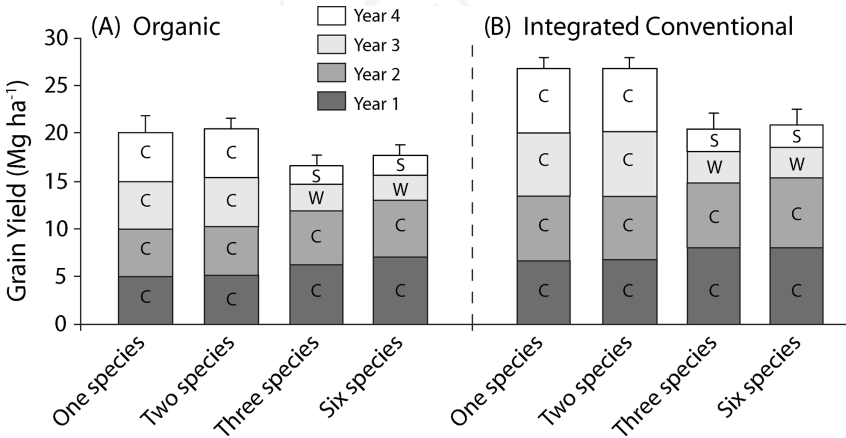 (A) Organic
(B) Integrated Conventional
Year 4
Year 3
Year 2
Year 1
Grain Yield (Mg ha-1)
30
25
20
15
10
5
0
C
C
C
C
C
C
C
C
S
W
C
C
S
W
C
C
C
C
C
C
C
C
C
C
S
W
C
C
S
W
C
C
One species
Two species
Three species
Six species
One species
Two species
Three species
Six species